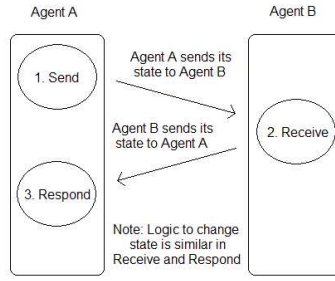 Agent A
Agent B
Agent A sends its
state to Agent B
1. Send
2. Receive
Agent B sends its
state to Agent A
3. Respond
Note: Logic to change
state is similar in
Receive and Respond